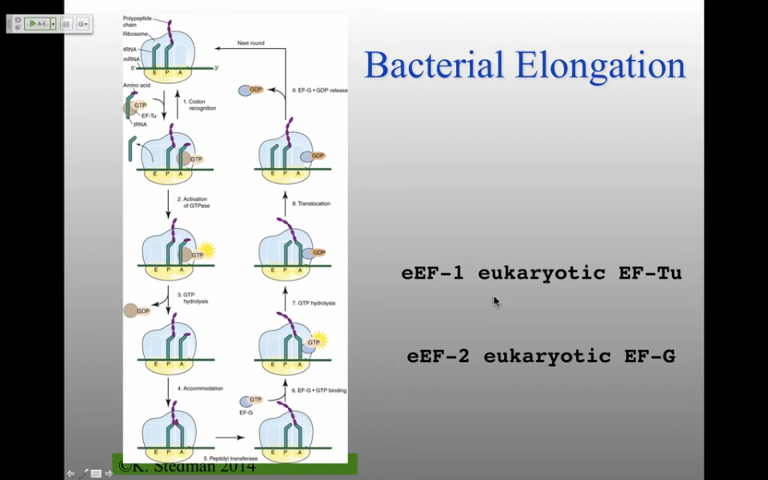 Bacterial Elongation
Polypeptide
chain
Ribosome
tRNA
mRNA
5'
3'
E P A
Amino acid
GTP
EF-Tu
tRNA
1. Codon
recognition
E P A
GTP
2. Activation
of GTPase
E P A
GTP
3. GTP
hydrolysis
GDP
E P A
4. Accommodation
E P A
5. Peptidyl transferase
E P A
GTP
EF-G
6. EF-G • GTP binding
E P A
GTP
7. GTP hydrolysis
E P A
GDP
8. Translocation
E P A
GDP
9. EF-G • GDP release
GDP
Next round
eEF-1 eukaryotic EF-Tu
eEF-2 eukaryotic EF-G
©K. Stedman 2014